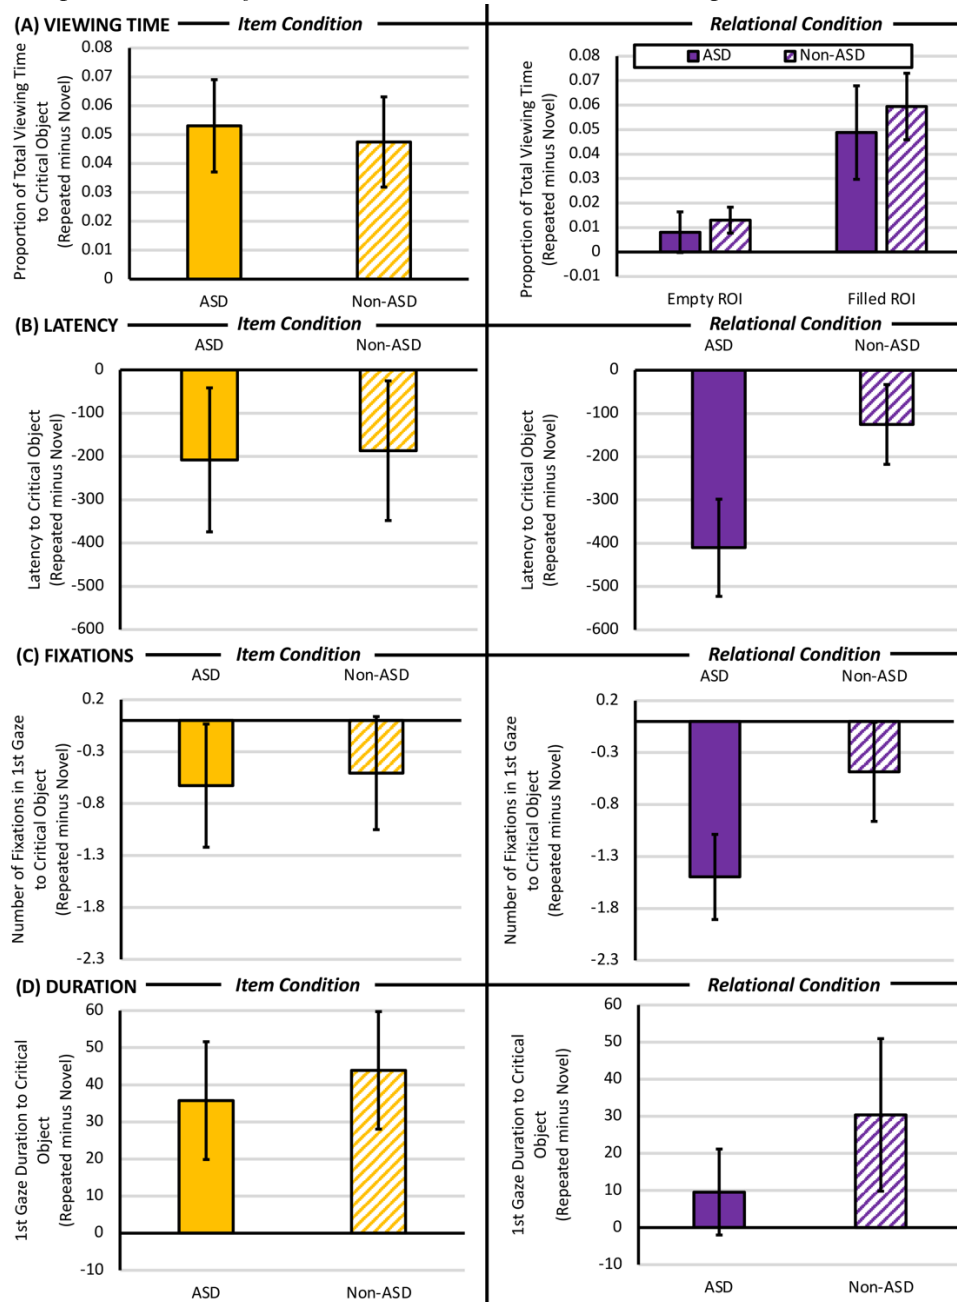 (A) VIEWING TIME
Item Condition
Relational Condition
Proportion of Total Viewing Time
to Critical Object
(Repeated minus Novel)
0.08
0.07
0.06
0.05
0.04
0.03
0.02
0.01
0
ASD
Non-ASD
Proportion of Total Viewing Time
(Repeated minus Novel)
ASD
Non-ASD
0.08
0.07
0.06
0.05
0.04
0.03
0.02
0.01
0
-0.01
Empty ROI
Filled ROI
(B) LATENCY
Item Condition
Relational Condition
ASD
Non-ASD
Latency to Critical Object
(Repeated minus Novel)
0
-100
-200
-300
-400
-500
-600
ASD
Non-ASD
Latency to Critical Object
(Repeated minus Novel)
0
-100
-200
-300
-400
-500
-600
(C) FIXATIONS
Item Condition
Relational Condition
ASD
Non-ASD
Number of Fixations in 1st Gaze
to Critical Object
(Repeated minus Novel)
0.2
-0.3
-0.8
-1.3
-1.8
-2.3
ASD
Non-ASD
Number of Fixations in 1st Gaze
to Critical Object
(Repeated minus Novel)
0.2
-0.3
-0.8
-1.3
-1.8
-2.3
(D) DURATION
Item Condition
Relational Condition
1st Gaze Duration to Critical
Object
(Repeated minus Novel)
60
50
40
30
20
10
0
-10
ASD
Non-ASD
1st Gaze Duration to Critical
Object
(Repeated minus Novel)
60
50
40
30
20
10
0
-10
ASD
Non-ASD